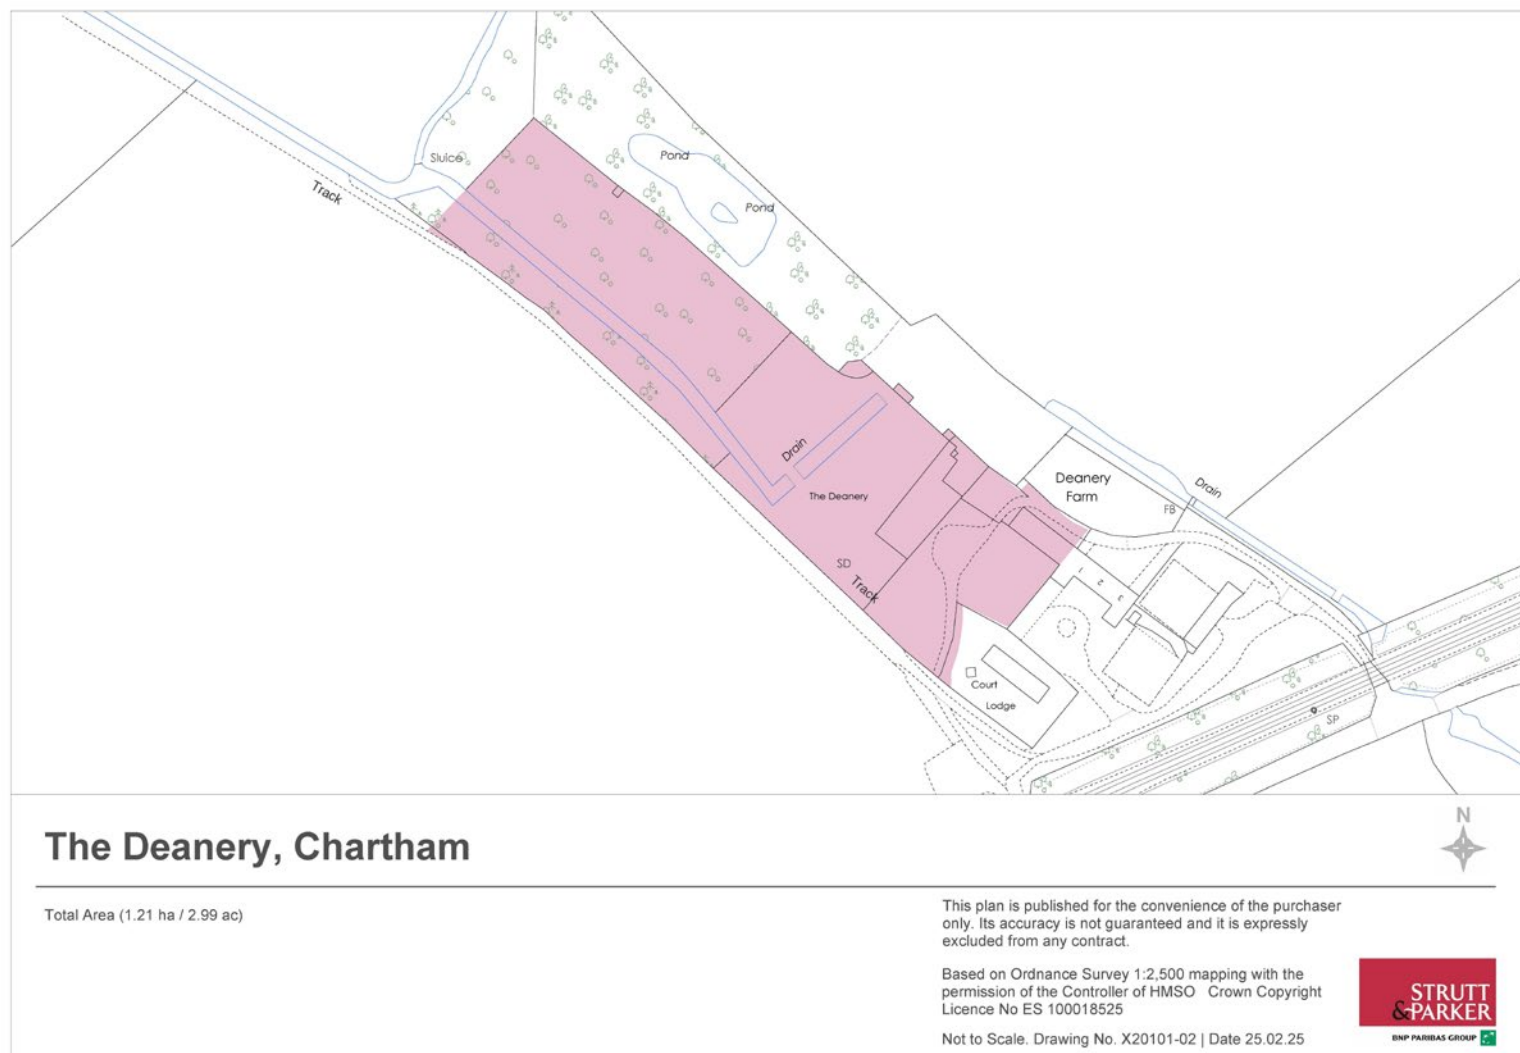 Sluice
Track
Pond
Pond
Drain
The Deanery
Deanery
Farm
FB
Drain
SD
Track
1
2
3
Court
Lodge
SP
The Deanery, Chartham
N
Total Area (1.21 ha / 2.99 ac)
This plan is published for the convenience of the purchaser
only. Its accuracy is not guaranteed and it is expressly
excluded from any contract.
Based on Ordnance Survey 1:2,500 mapping with the
permission of the Controller of HMSO Crown Copyright
Licence No ES 100018525
Not to Scale. Drawing No. X20101-02 | Date 25.02.25
STRUTT
&PARKER
BNP PARIBAS GROUP